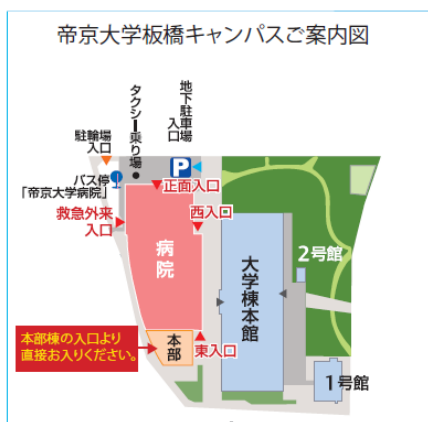 帝京大学板橋キャンパスご案内図
地下駐車場
入口
タクシー乗り場
駐輪場
入口
P
バス停
「帝京大学病院」
正面入口
救急外来
入口
西入口
病院
大学棟本館
2号館
本部棟の入口より
直接お入りください。
本部
東入口
1号館